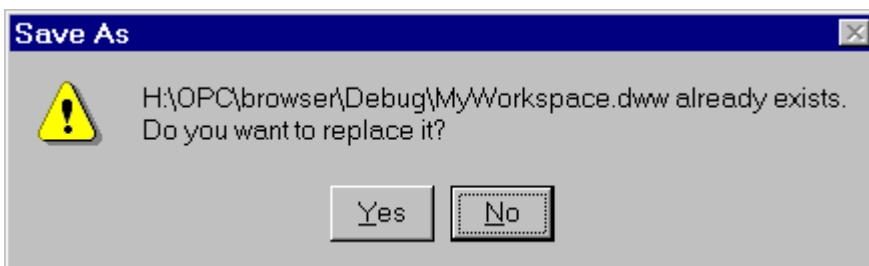 Save As
H:\OPC\browser\Debug\MyWorkspace.dww already exists.
Do you want to replace it?
Yes No